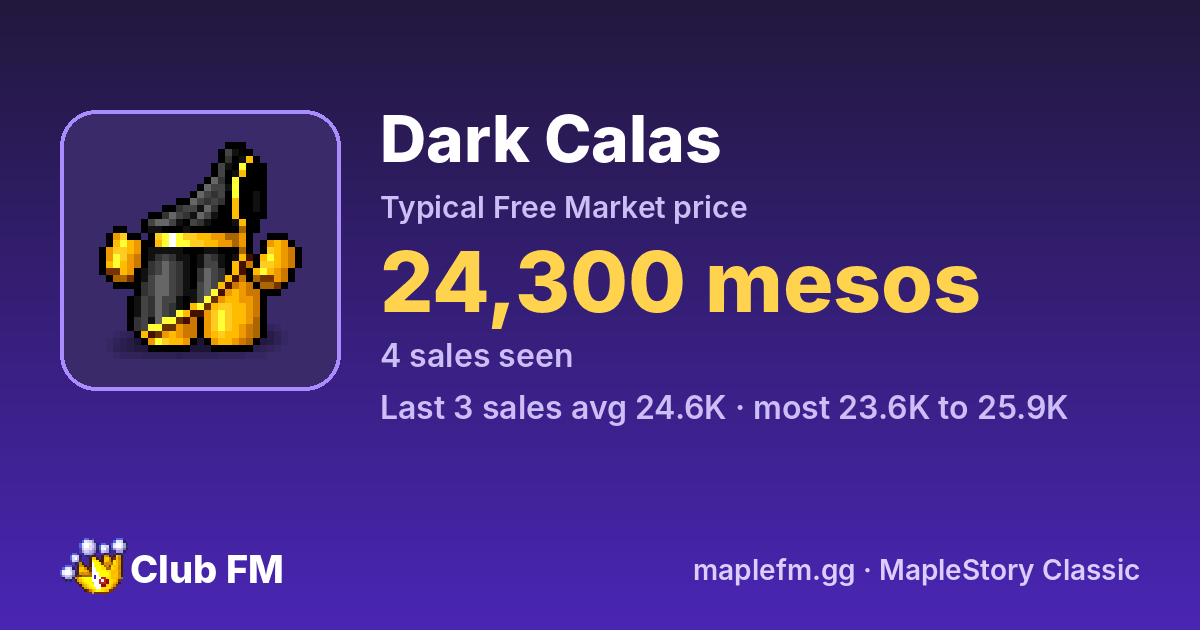 Dark Calas
Typical Free Market price
24,300 mesos
4 sales seen
Last 3 sales avg 24.6K · most 23.6K to 25.9K
Club FM
maplefm.gg · MapleStory Classic